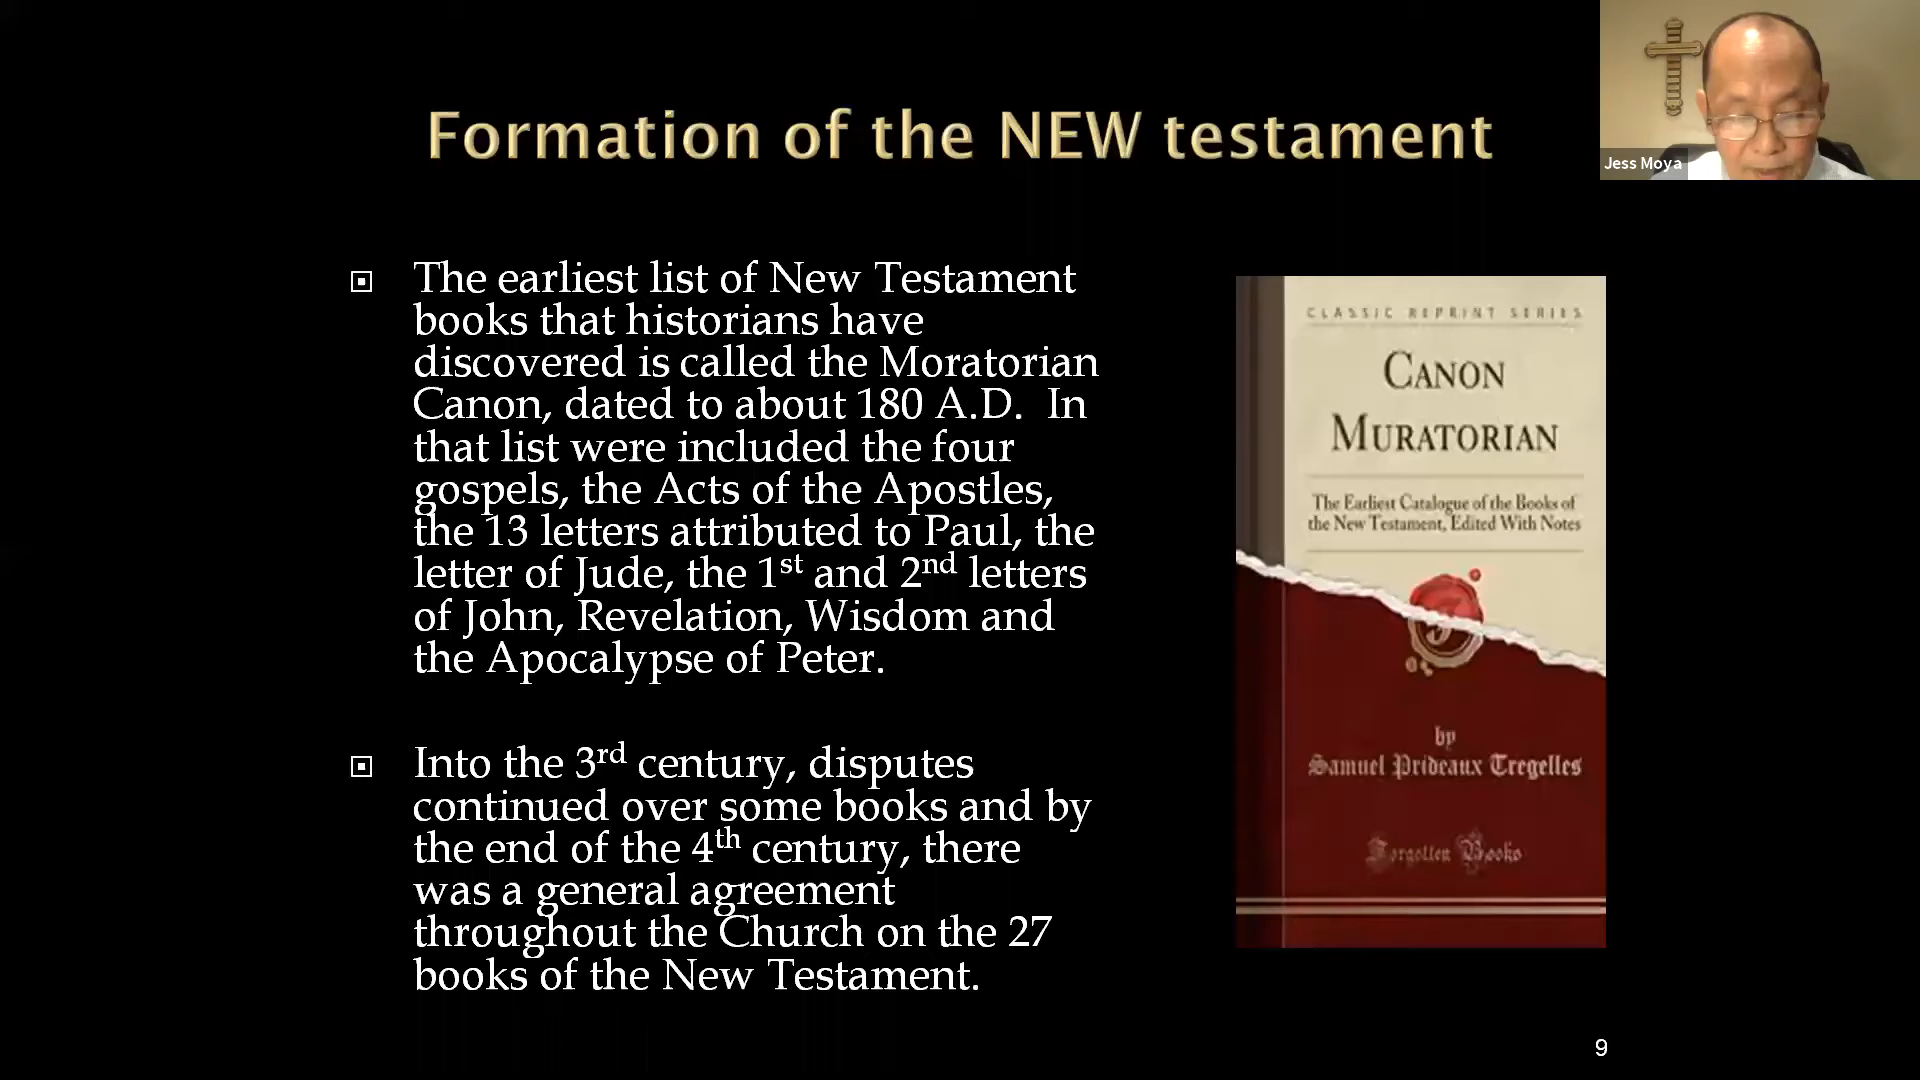 Formation of the NEW testament
Jess Moya
The earliest list of New Testament
books that historians have
discovered is called the Moratorian
Canon, dated to about 180 A.D.  In
that list were included the four
gospels, the Acts of the Apostles,
the 13 letters attributed to Paul, the
letter of Jude, the 1st and 2nd letters
of John, Revelation, Wisdom and
the Apocalypse of Peter.
Into the 3rd century, disputes
continued over some books and by
the end of the 4th century, there
was a general agreement
throughout the Church on the 27
books of the New Testament.
CLASSIC REPRINT SERIES
CANON
MURATORIAN
The Earliest Catalogue of the Books of
the New Testament, Edited With Notes
by
Samuel Prideaux Tregelles
Forgotten Books
9